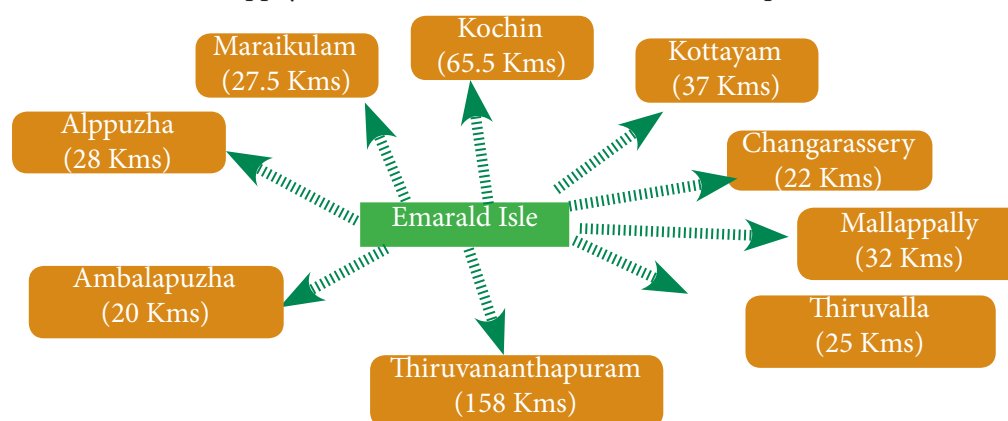 Kochin
(65.5 Kms)
Maraikulam
(27.5 Kms)
Kottayam
(37 Kms)
Alppuzha
(28 Kms)
Changarassery
(22 Kms)
Emarald Isle
Mallappally
(32 Kms)
Ambalapuzha
(20 Kms)
Thiruvalla
(25 Kms)
Thiruvananthapuram
(158 Kms)